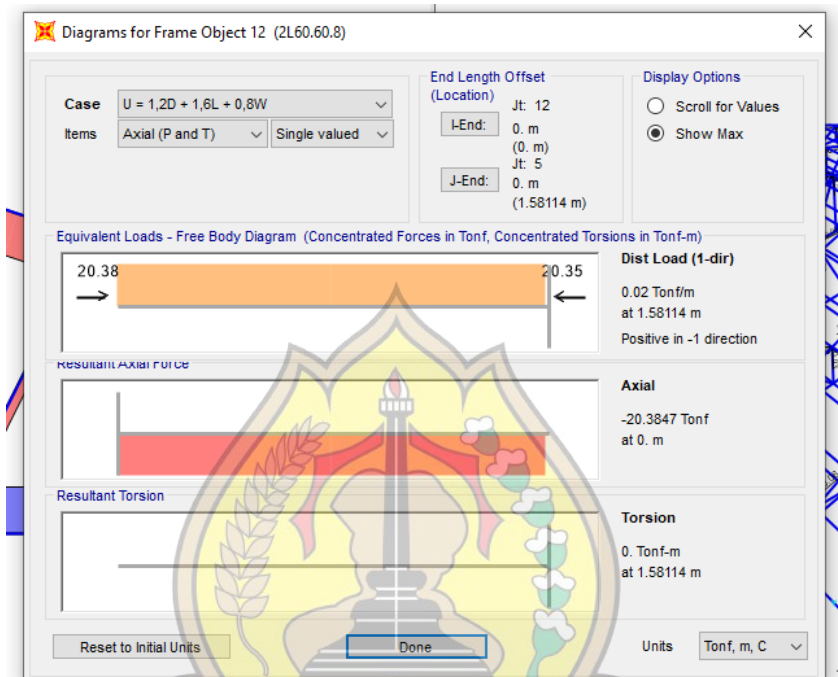 Diagrams for Frame Object 12 (2L60.60.8)
Case U = 1,2D + 1,6L + 0,8W
Items Axial (P and T) Single valued
End Length Offset
(Location)
Jt: 12
I-End: 0. m
(0. m)
Jt: 5
J-End: 0. m
(1.58114 m)
Display Options
Scroll for Values
Show Max
Equivalent Loads - Free Body Diagram (Concentrated Forces in Tonf, Concentrated Torsions in Tonf-m)
20.38 20.35
Dist Load (1-dir)
0.02 Tonf/m
at 1.58114 m
Positive in -1 direction
Resultant Axial Force
Axial
-20.3847 Tonf
at 0. m
Resultant Torsion
Torsion
0. Tonf-m
at 1.58114 m
Reset to Initial Units Done Units Tonf, m, C